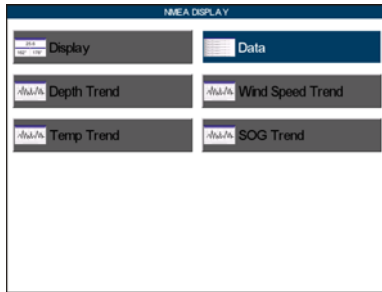 NMEA DISPLAY
Display
Data
Depth Trend
Wind Speed Trend
Temp Trend
SOG Trend